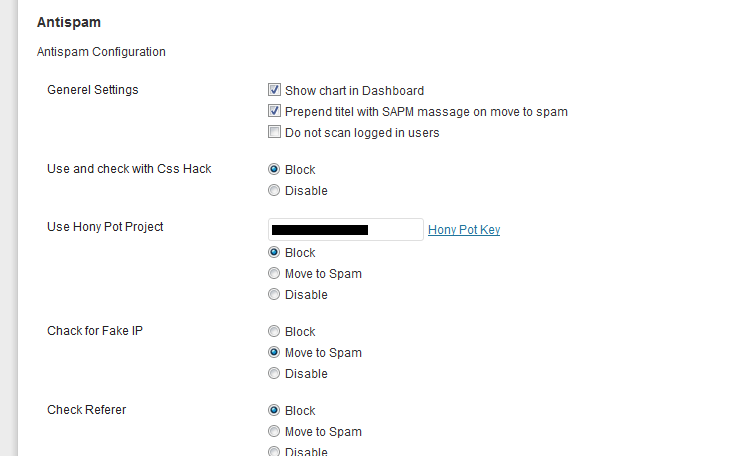 Antispam
Antispam Configuration
Generel Settings
Show chart in Dashboard
Prepend titel with SAPM massage on move to spam
Do not scan logged in users
Use and check with Css Hack
Block
Disable
Use Hony Pot Project
Hony Pot Key
Block
Move to Spam
Disable
Chack for Fake IP
Block
Move to Spam
Disable
Check Referer
Block
Move to Spam
Disable